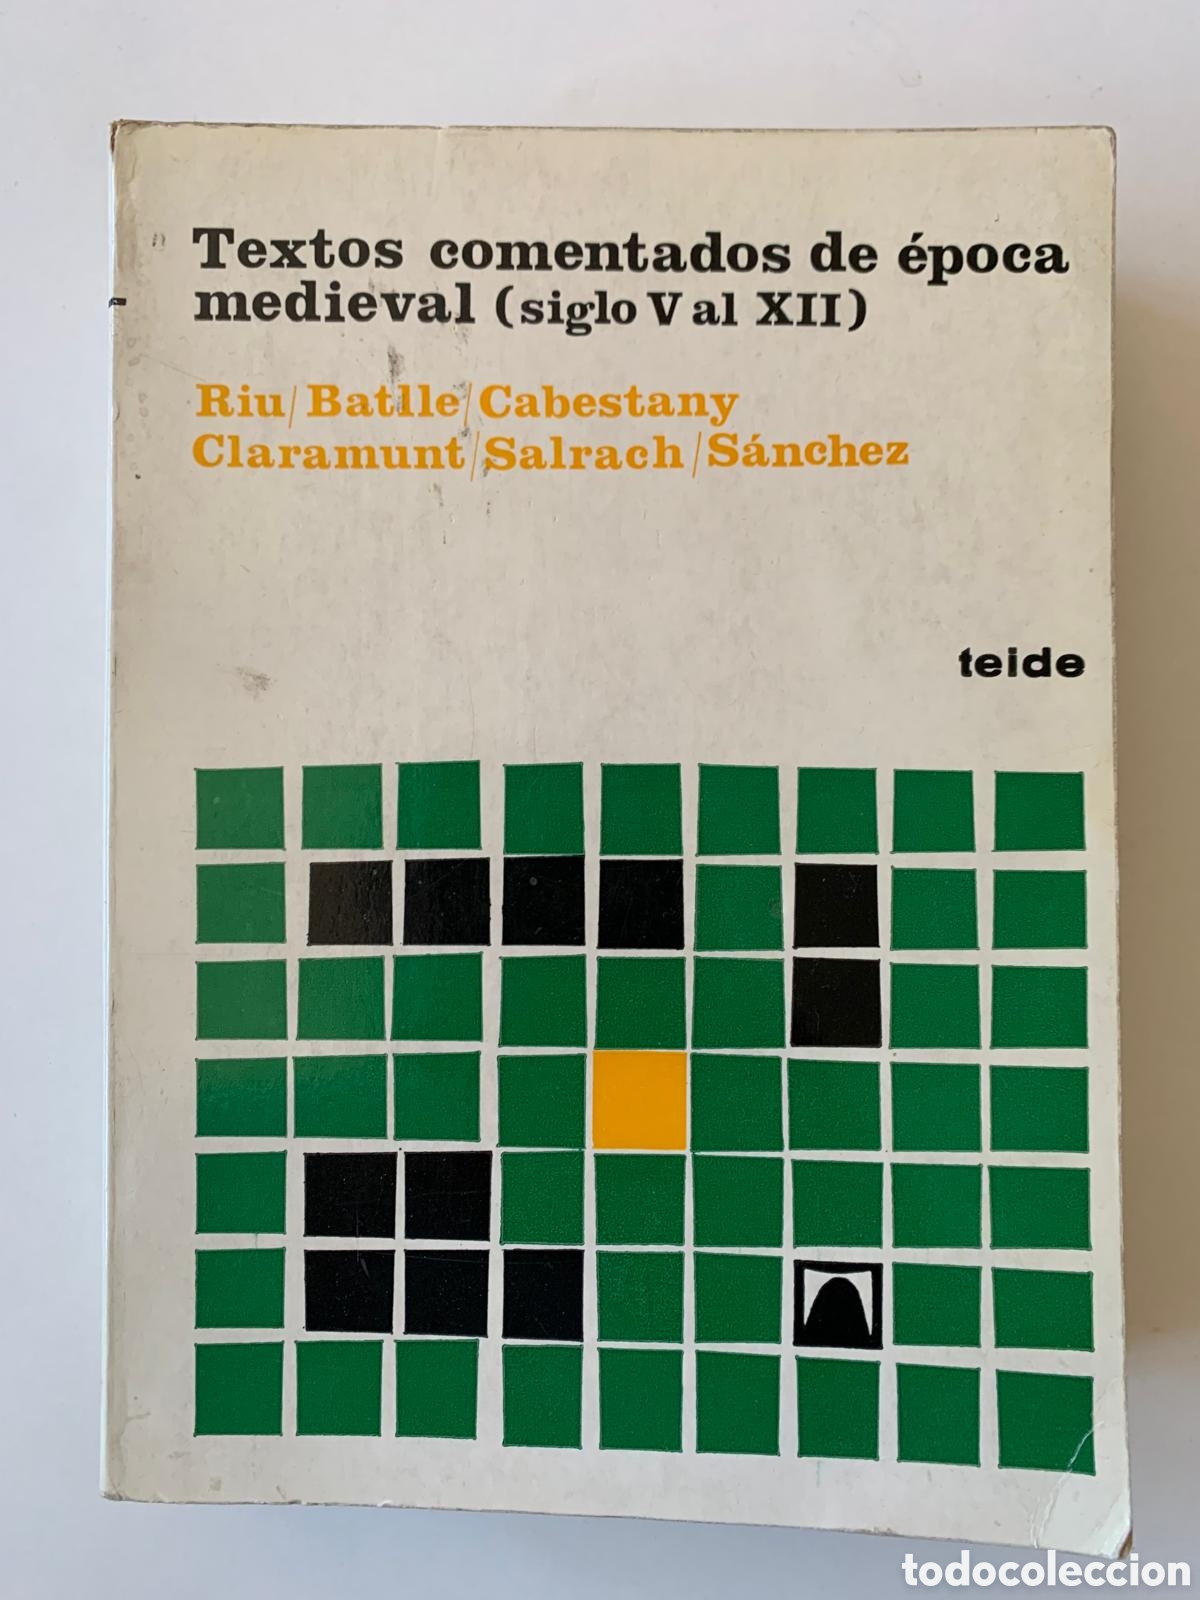 Textos comentados de época
medieval (siglo V al XII)
Riu/Batlle/Cabestany
Claramunt/Salrach/Sánchez
teide
todocoleccion